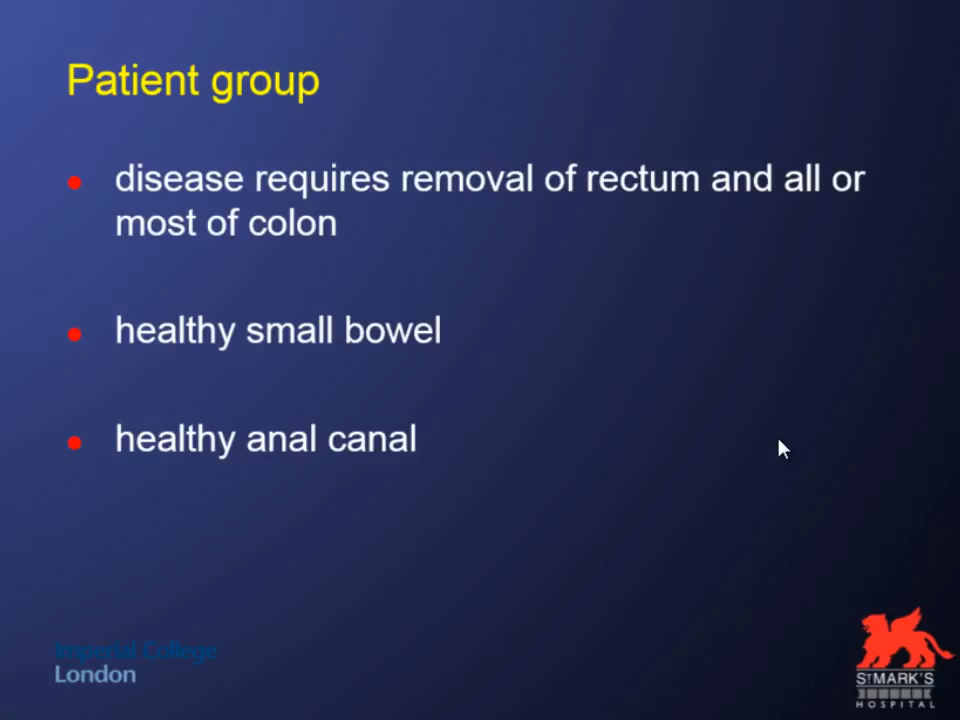 Patient group
disease requires removal of rectum and all or
most of colon
healthy small bowel
healthy anal canal
Imperial College
London
ST MARK'S
HOSPITAL